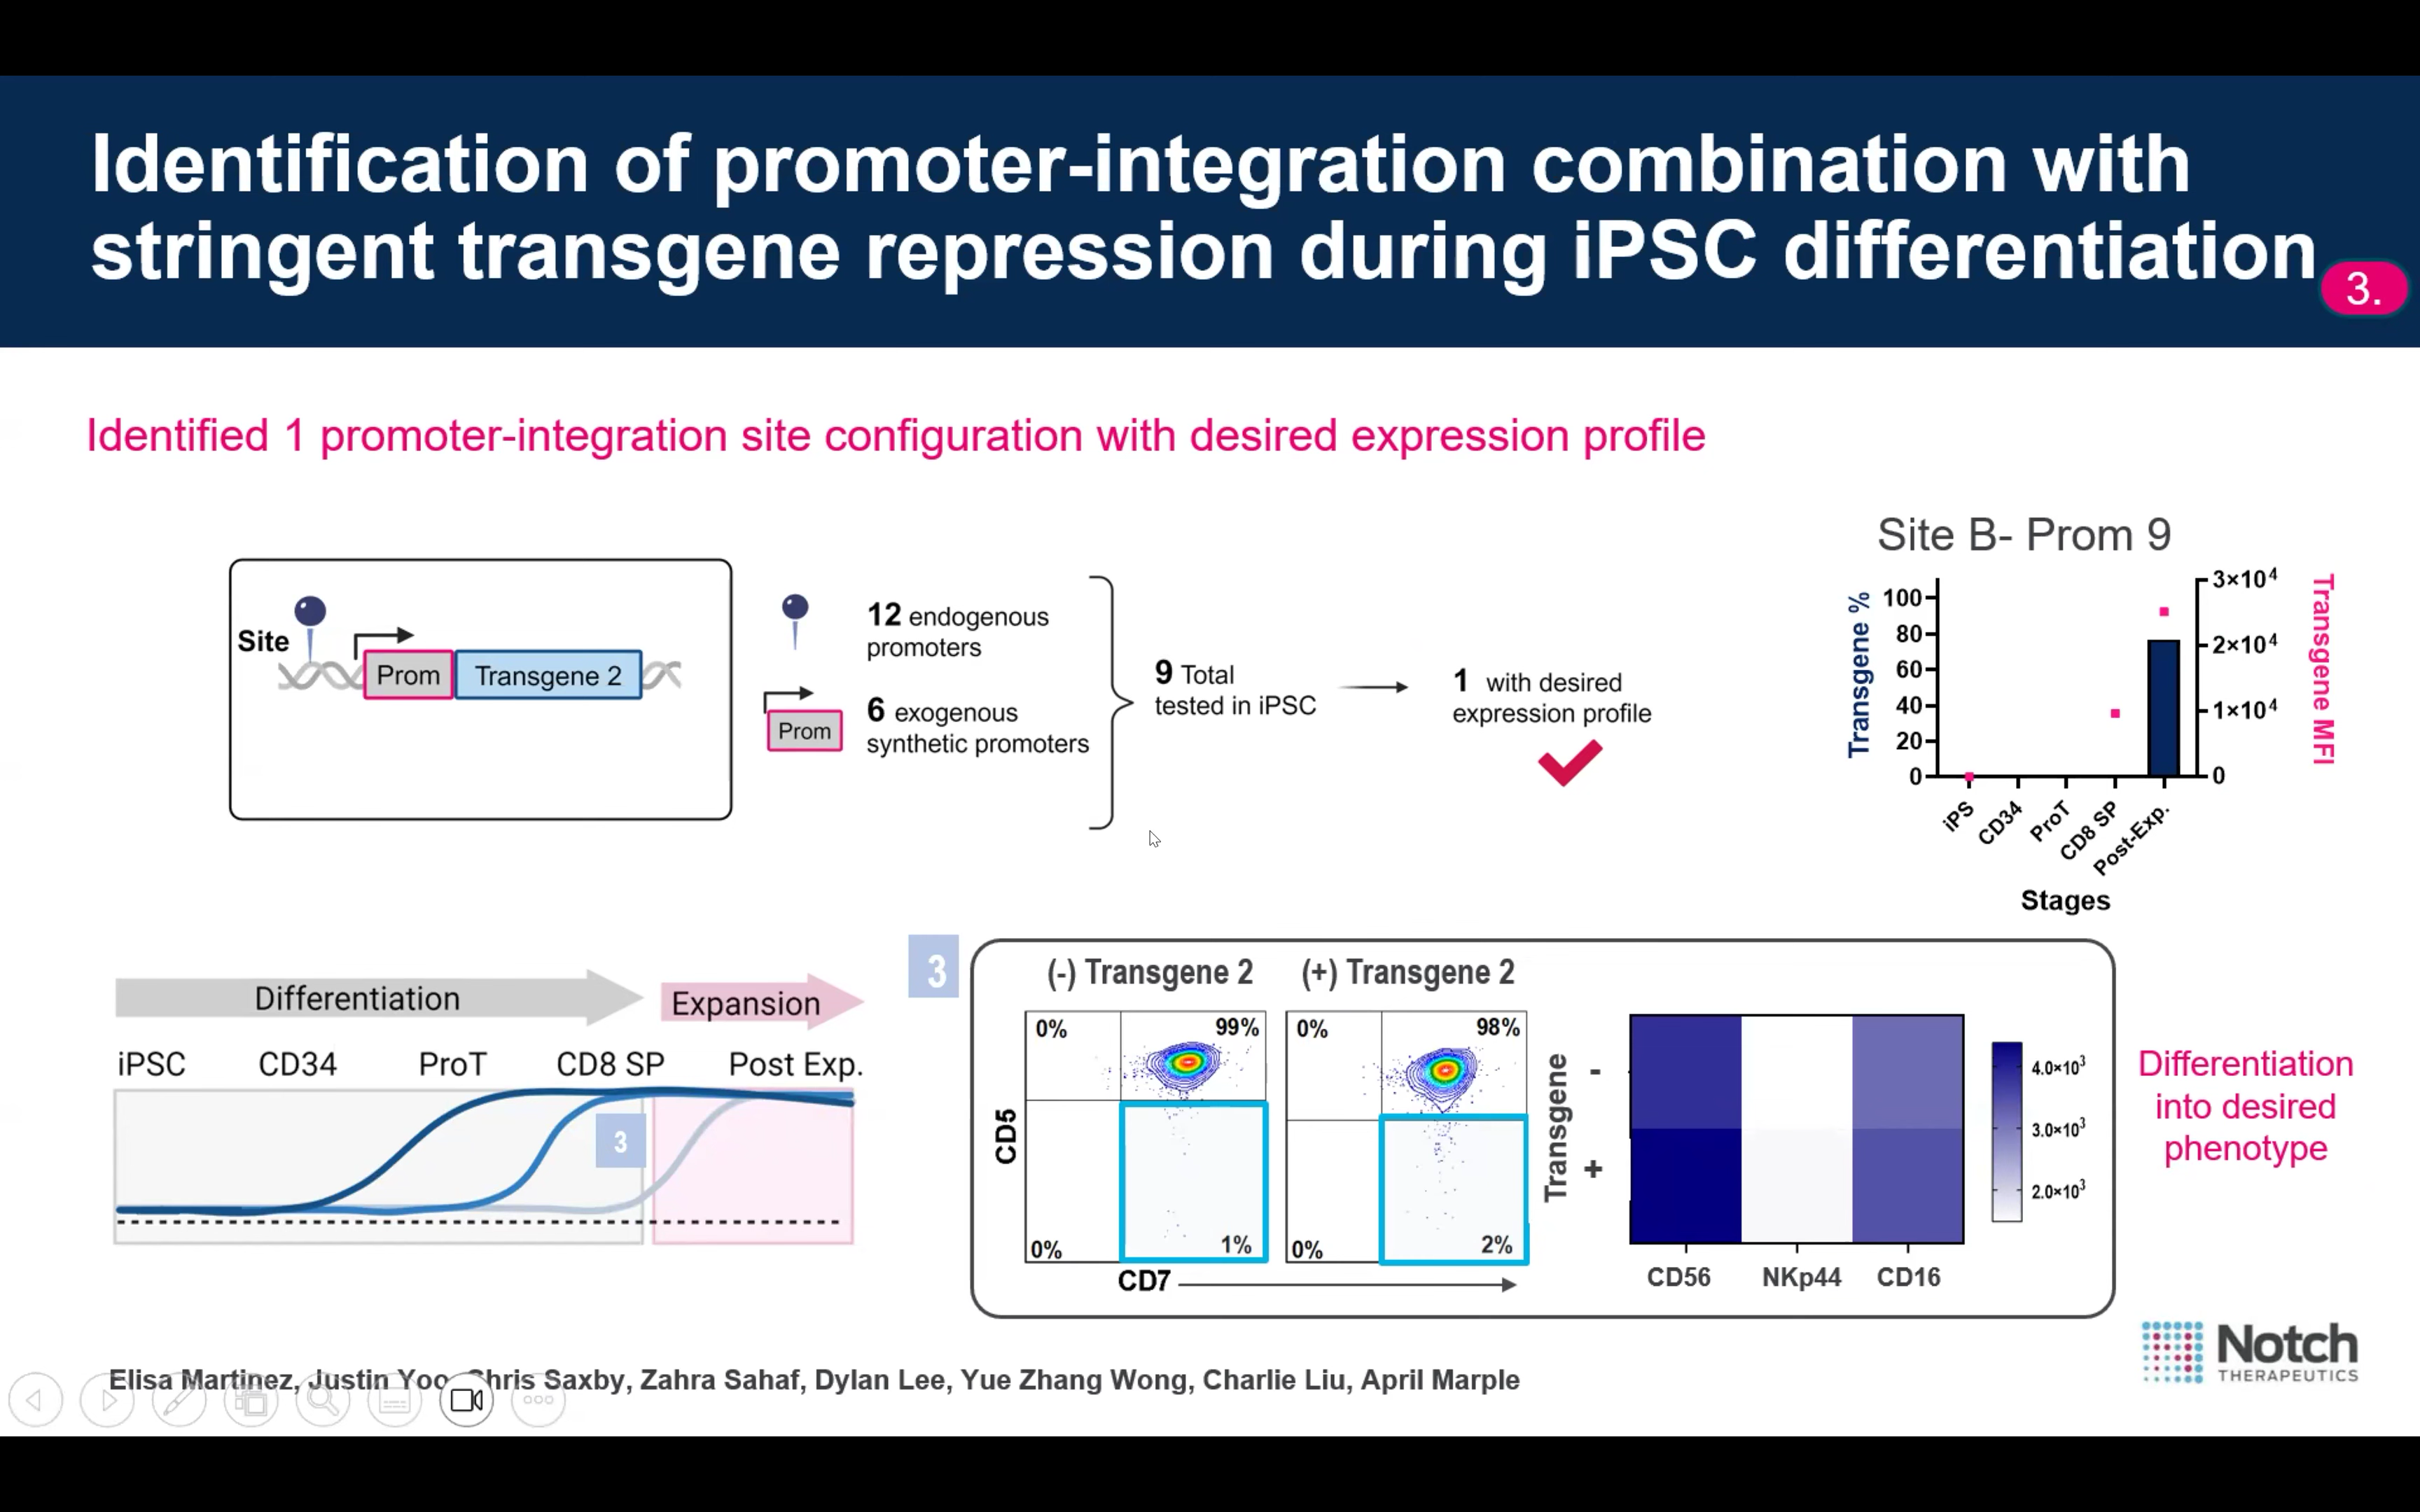 Identification of promoter-integration combination with
stringent transgene repression during iPSC differentiation
3.
Identified 1 promoter-integration site configuration with desired expression profile
Site
Prom
Transgene 2
12 endogenous
promoters
Prom
6 exogenous
synthetic promoters
9 Total
tested in iPSC
1 with desired
expression profile
Site B- Prom 9
Transgene %
100
80
60
40
20
0
3×10⁴
2×10⁴
1×10⁴
0
Transgene MFI
iPS
CD34
ProT
CD8 SP
Post-Exp.
Stages
Differentiation
Expansion
iPSC
CD34
ProT
CD8 SP
Post Exp.
3
3
(-) Transgene 2
(+) Transgene 2
0%
99%
0%
1%
0%
98%
0%
2%
CD5
CD7
Transgene
-
+
CD56
NKp44
CD16
4.0×10³
3.0×10³
2.0×10³
Differentiation
into desired
phenotype
Elisa Martinez, Justin Yoo, Chris Saxby, Zahra Sahaf, Dylan Lee, Yue Zhang Wong, Charlie Liu, April Marple
Notch
THERAPEUTICS